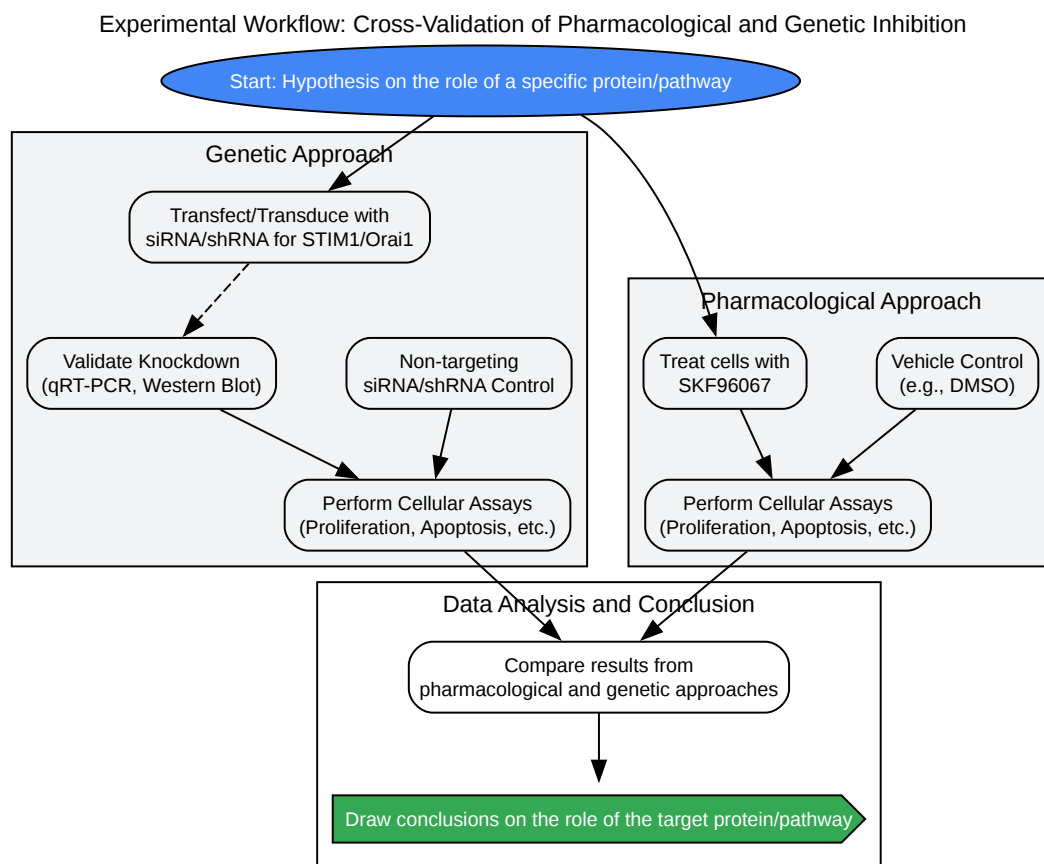 Experimental Workflow: Cross-Validation of Pharmacological and Genetic Inhibition
Start: Hypothesis on the role of a specific protein/pathway
Genetic Approach
Transfect/Transduce with
siRNA/shRNA for STIM1/Orai1
Validate Knockdown
(qRT-PCR, Western Blot)
Non-targeting
siRNA/shRNA Control
Perform Cellular Assays
(Proliferation, Apoptosis, etc.)
Pharmacological Approach
Treat cells with
SKF96067
Vehicle Control
(e.g., DMSO)
Perform Cellular Assays
(Proliferation, Apoptosis, etc.)
Data Analysis and Conclusion
Compare results from
pharmacological and genetic approaches
Draw conclusions on the role of the target protein/pathway